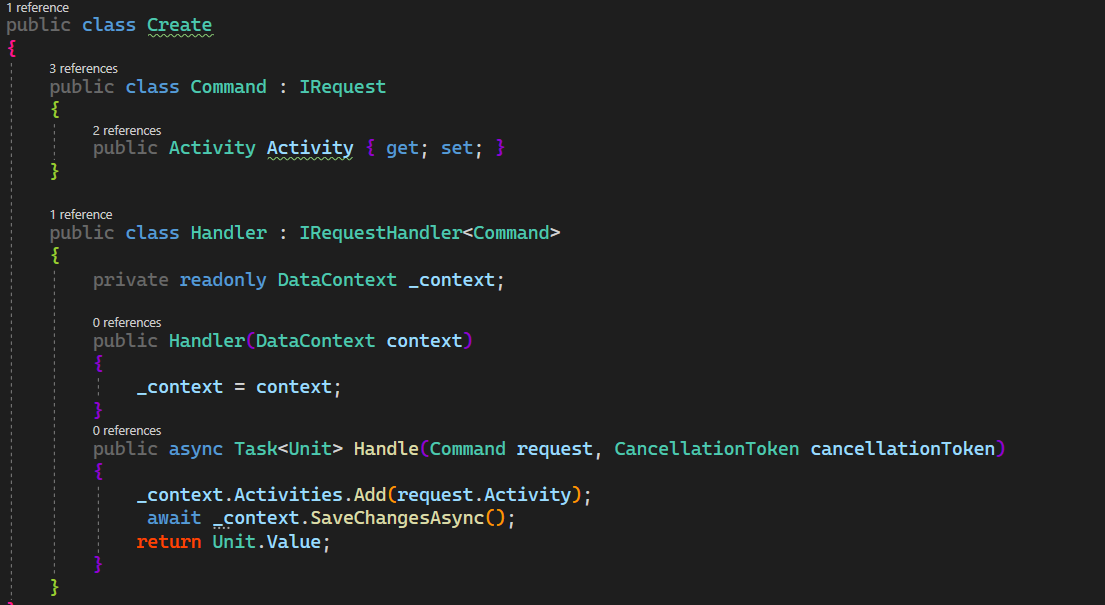 1 reference
public class Create
{
3 references
public class Command : IRequest
{
2 references
public Activity Activity { get; set; }
}
1 reference
public class Handler : IRequestHandler<Command>
{
private readonly DataContext _context;
0 references
public Handler(DataContext context)
{
_context = context;
}
0 references
public async Task<Unit> Handle(Command request, CancellationToken cancellationToken)
{
_context.Activities.Add(request.Activity);
await _context.SaveChangesAsync();
return Unit.Value;
}
}